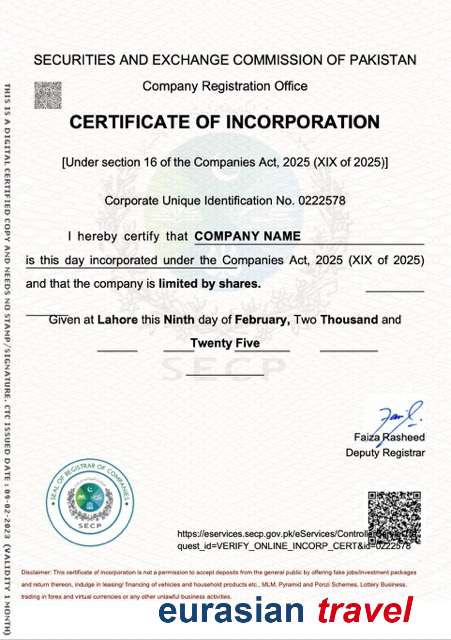 SECURITIES AND EXCHANGE COMMISSION OF PAKISTAN
Company Registration Office
CERTIFICATE OF INCORPORATION
[Under section 16 of the Companies Act, 2025 (XIX of 2025)]
Corporate Unique Identification No. 0222578
I hereby certify that COMPANY NAME
is this day incorporated under the Companies Act, 2025 (XIX of 2025)
and that the company is limited by shares.
Given at Lahore this Ninth day of February, Two Thousand and
Twenty Five
SECP
Faiza Rasheed
Deputy Registrar
SEAL OF REGISTRAR OF COMPANIES
SECP
https://eservices.secp.gov.pk/eServices/Controller
quest_id=VERIFY_ONLINE_INCORP_CERT&id=0222578
Disclaimer: This certificate of incorporation is not a permission to accept deposits from the general public by offering fake jobs/investment packages
and return thereon, indulge in leasing/ financing of vehicles and household products etc., MLM, Pyramid and Ponzi Schemes, Lottery Business,
trading in forex and virtual currencies or any other unlawful business activities.
eurasian travel
THIS IS A DIGITAL CERTIFIED COPY AND NEEDS NO STAMP/SIGNATURE. CTC ISSUED DATE : 09-02-2023 (VALIDITY 1 MONTH)